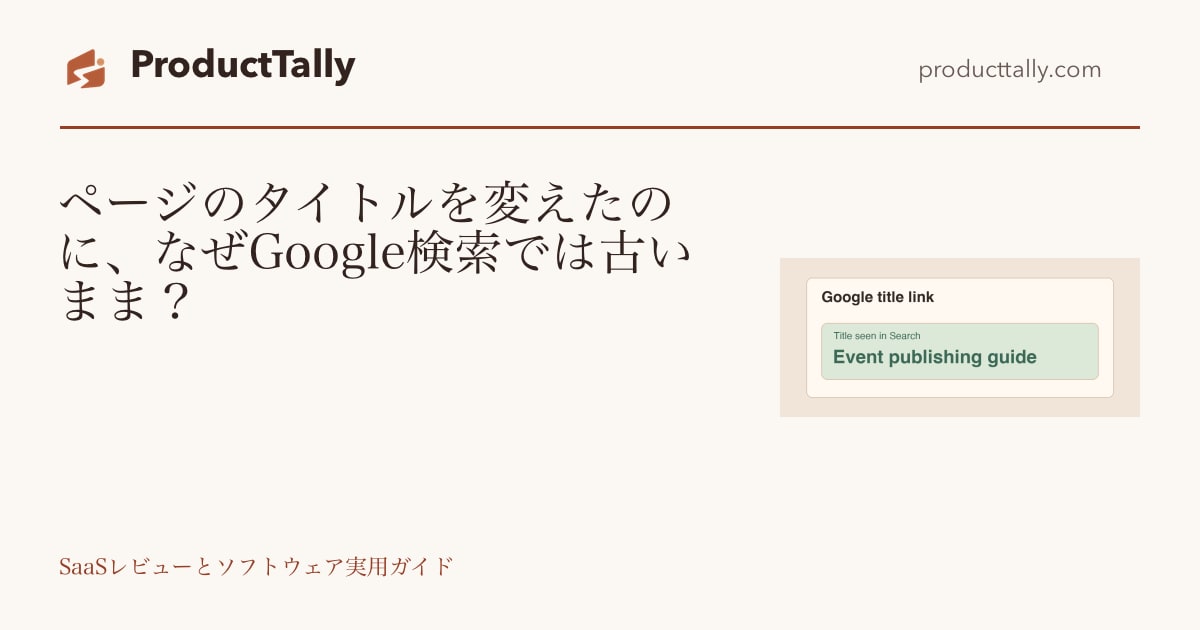 ProductTally
producttally.com
ページのタイトルを変えたの
に、なぜGoogle検索では古い
まま？
Google title link
Title seen in Search
Event publishing guide
SaaSレビューとソフトウェア実用ガイド